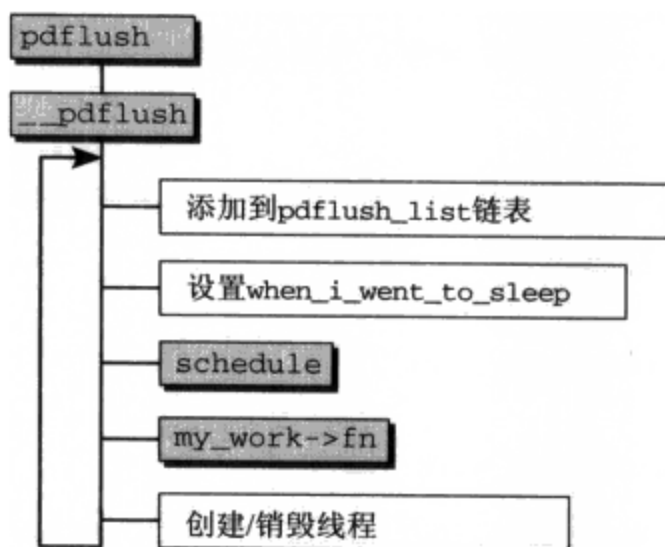 pdflush
__pdflush
添加到pdflush_list链表
设置when_i_went_to_sleep
schedule
my_work->fn
创建/销毁线程